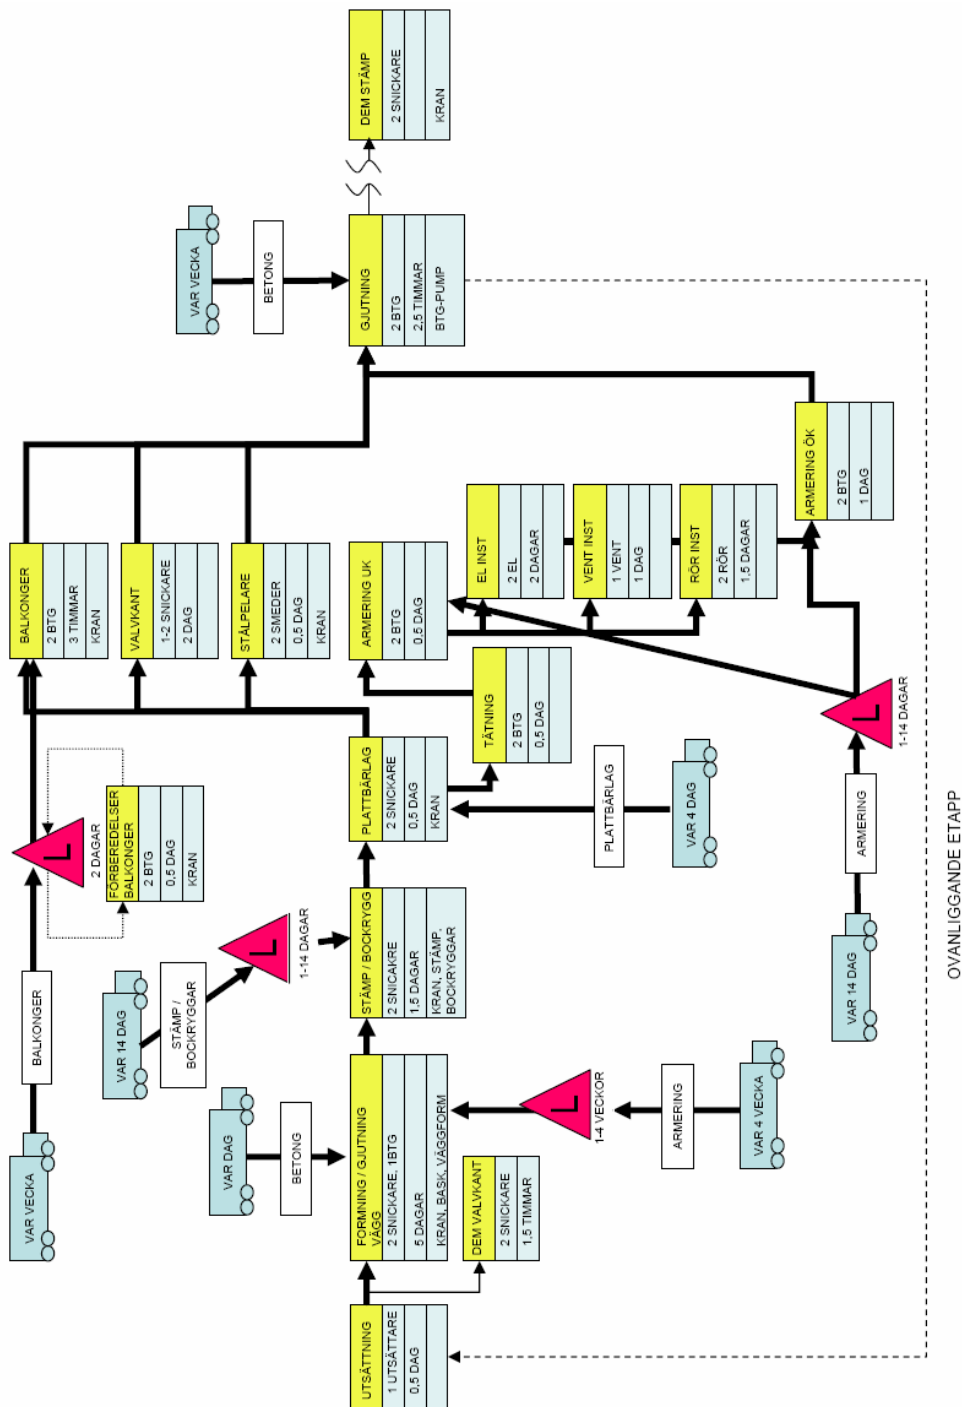 VAR VECKA
BALKONGER
2 DAGAR
FÖRBEREDELSER
BALKONGER
2 BTG
0,5 DAG
KRAN
BALKONGER
2 BTG
3 TIMMAR
KRAN
VAR 14 DAG
STÄMP /
BOCKRYGGAR
L
L
1-14 DAGAR
VALVKANT
1-2 SNICKARE
2 DAG
STÅLPELARE
2 SMEDER
0,5 DAG
KRAN
VAR DAG
BETONG
VAR VECKA
BETONG
UTSÄTTNING
1 UTSÄTTARE
0,5 DAG
FORMNING / GJUTNING
VÄGG
2 SNICKARE, 1BTG
5 DAGAR
KRAN, BASK, VÄGGFORM
STÄMP / BOCKRYGG
2 SNICAKRE
1,5 DAGAR
KRAN, STÄMP,
BOCKRYGGAR
PLATTBÄRLAG
2 SNICKARE
0,5 DAG
KRAN
ARMERING UK
2 BTG
0,5 DAG
GJUTNING
2 BTG
2,5 TIMMAR
BTG-PUMP
DEM STÄMP
2 SNICKARE
KRAN
DEM VALVKANT
2 SNICKARE
1,5 TIMMAR
L
1-4 VECKOR
ARMERING
VAR 4 VECKA
TÄTNING
2 BTG
0,5 DAG
PLATTBÄRLAG
VAR 4 DAG
EL INST
2 EL
2 DAGAR
VENT INST
1 VENT
1 DAG
RÖR INST
2 RÖR
1,5 DAGAR
ARMERING ÖK
2 BTG
1 DAG
VAR 14 DAG
ARMERING
L
1-14 DAGAR
OVANLIGGANDE ETAPP